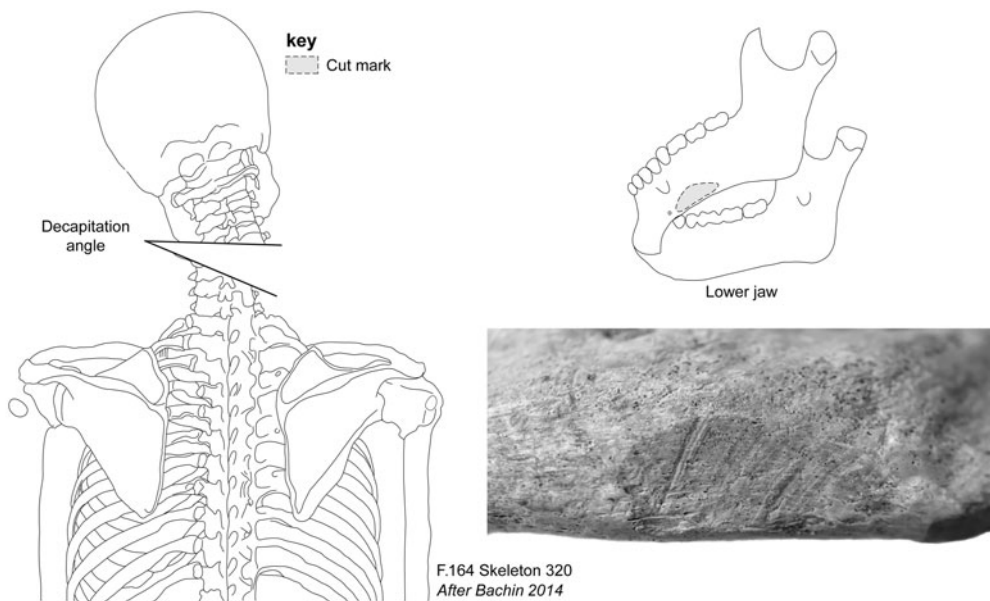 key
Cut mark
Decapitation
angle
Lower jaw
F.164 Skeleton 320
After Bachin 2014